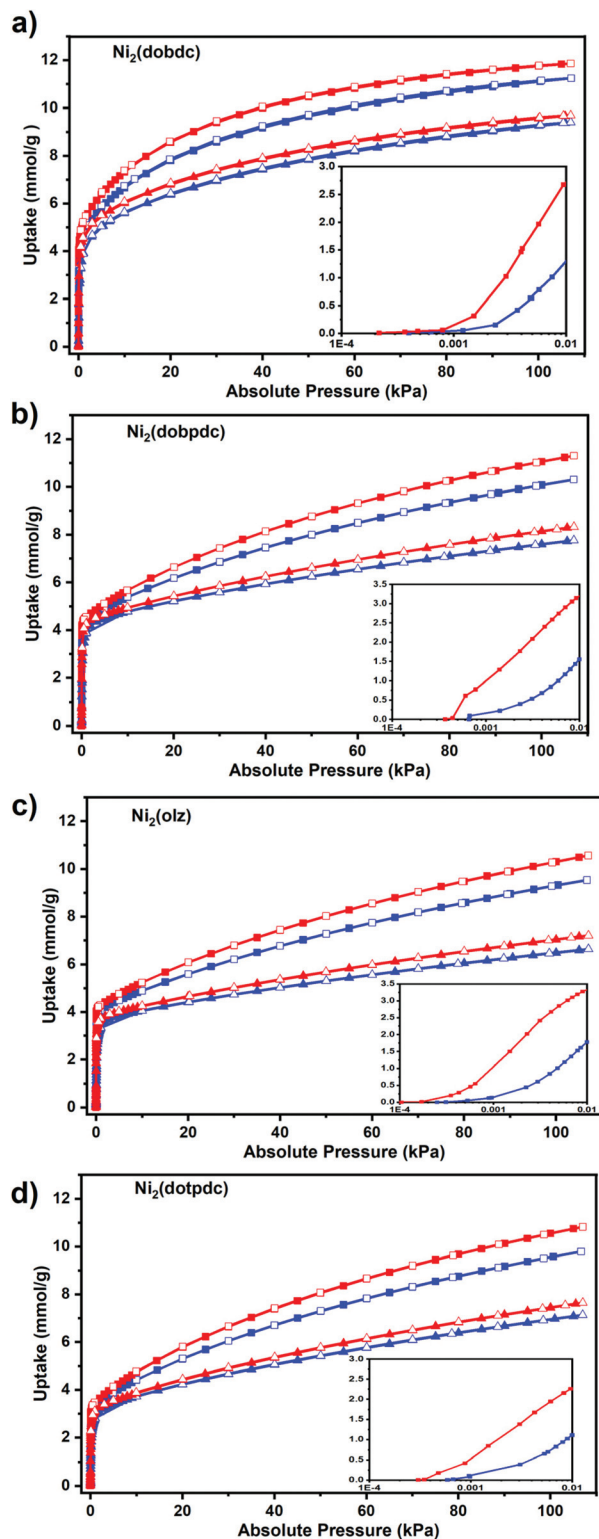 a)
Ni₂(dobdc)
12
10
8
6
4
2
0
Uptake (mmol/g )
3.0
2.5
2.0
1.5
1.0
0.5
0.0
1E-4 0.001 0.01
0 20 40 60 80 100
Absolute Pressure (kPa)
b)
Ni₂(dobpdc)
12
10
8
6
4
2
0
Uptake (mmol/g)
3.5
3.0
2.5
2.0
1.5
1.0
0.5
0.0
1E-4 0.001 0.01
0 20 40 60 80 100
Absolute Pressure (kPa)
c)
Ni₂(olz)
12
10
8
6
4
2
0
Uptake (mmol/g)
3.5
3.0
2.5
2.0
1.5
1.0
0.5
0.0
1E-4 0.001 0.01
0 20 40 60 80 100
Absolute Pressure (kPa)
d)
Ni₂(dotpdc)
12
10
8
6
4
2
0
Uptake (mmol/g)
3.0
2.5
2.0
1.5
1.0
0.5
0.0
1E-4 0.001 0.01
0 20 40 60 80 100
Absolute Pressure (kPa)